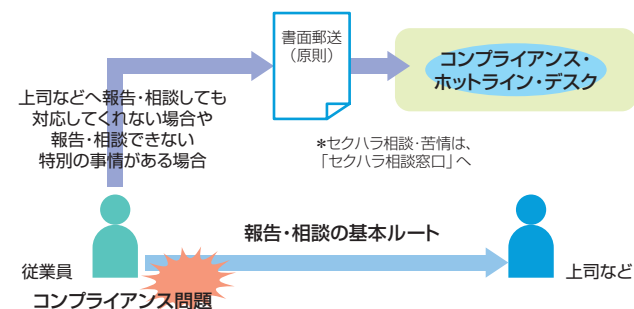 書面郵送
（原則）
コンプライアンス・
ホットライン・デスク
上司などへ報告・相談しても
対応してくれない場合や
報告・相談できない
特別の事情がある場合
*セクハラ相談・苦情は、
「セクハラ相談窓口」へ
報告・相談の基本ルート
従業員
上司など
コンプライアンス問題